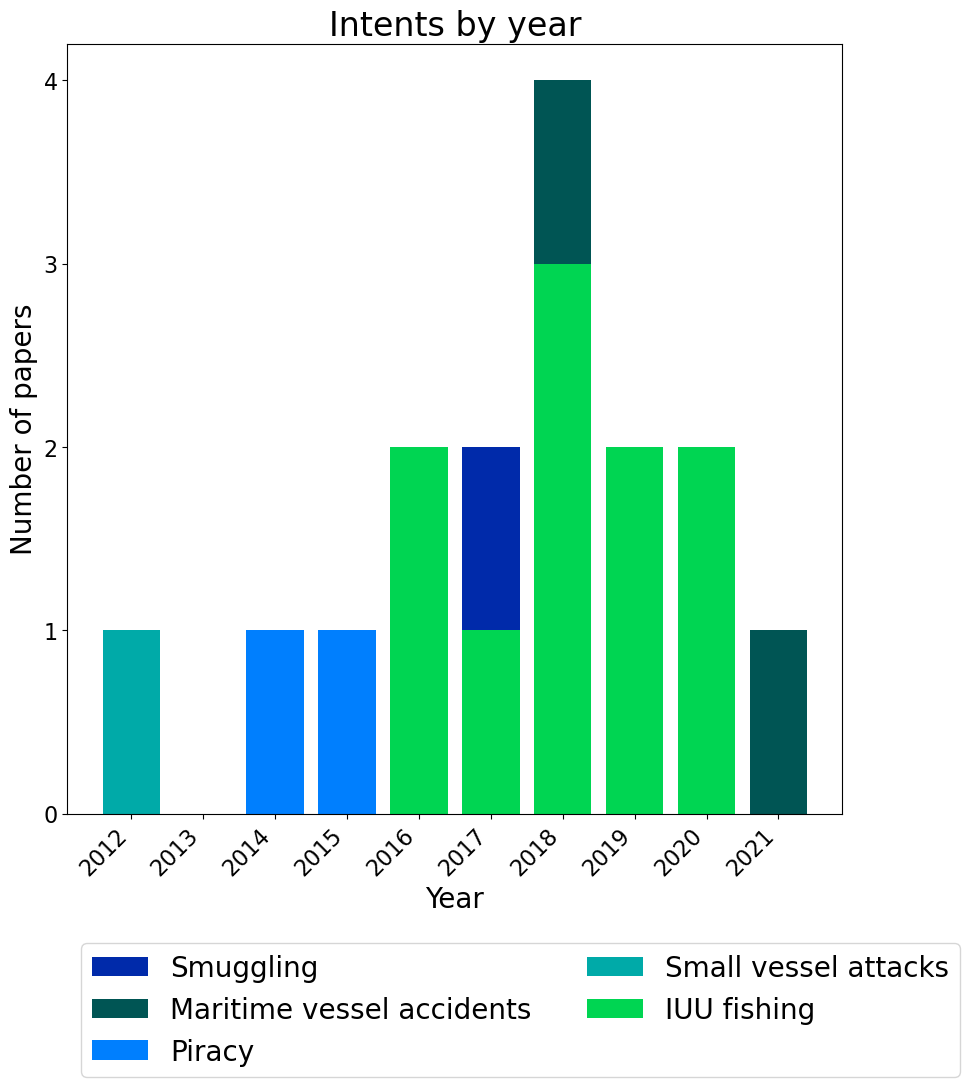 Intents by year
Number of papers
4
3
2
1
0
2012 2013 2014 2015 2016 2017 2018 2019 2020 2021
Year
Smuggling
Maritime vessel accidents
Piracy
Small vessel attacks
IUU fishing